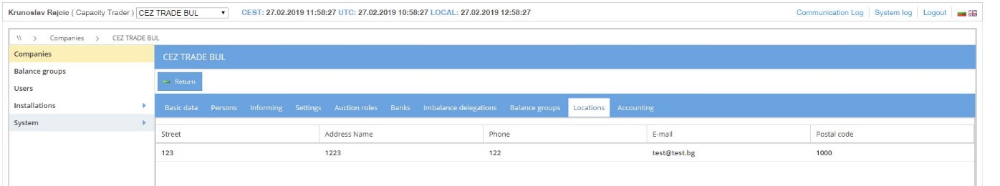 Krunoslav Rajcic ( Capacity Trader ) CEZ TRADE BUL CEST: 27.02.2019 11:58:27 UTC: 27.02.2019 10:58:27 LOCAL: 27.02.2019 12:58:27 Communication Log System log Logout
\\ > Companies > CEZ TRADE BUL
Companies
Balance groups
Users
Installations
System
CEZ TRADE BUL
Return
Basic data Persons Informing Settings Auction roles Banks Imbalance delegations Balance groups Locations Accounting
Street Address Name Phone E-mail Postal code
123 1223 122 test@test.bg 1000